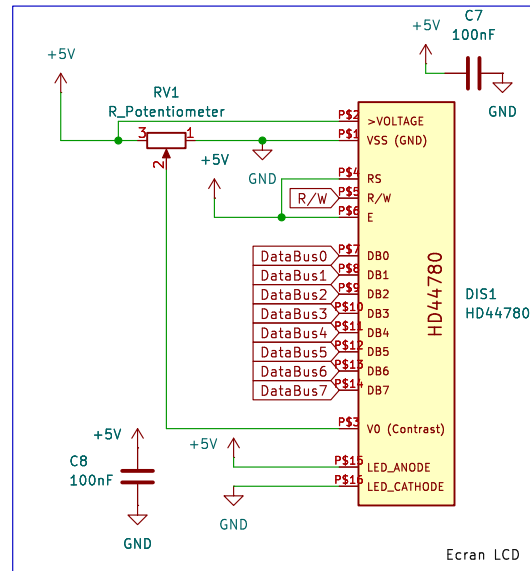 C7
100nF
+5V
GND
+5V
RV1
R_Potentiometer
3
1
2
GND
+5V
P$2
>VOLTAGE
P$1
VSS (GND)
P$4
RS
R/W
P$5
R/W
P$6
E
DataBus0
P$7
DB0
DataBus1
P$8
DB1
DataBus2
P$9
DB2
DataBus3
P$10
DB3
DataBus4
P$11
DB4
DataBus5
P$12
DB5
DataBus6
P$13
DB6
DataBus7
P$14
DB7
P$3
V0 (Contrast)
P$15
LED_ANODE
P$16
LED_CATHODE
HD44780
DIS1
HD44780
+5V
C8
100nF
GND
+5V
GND
Ecran LCD